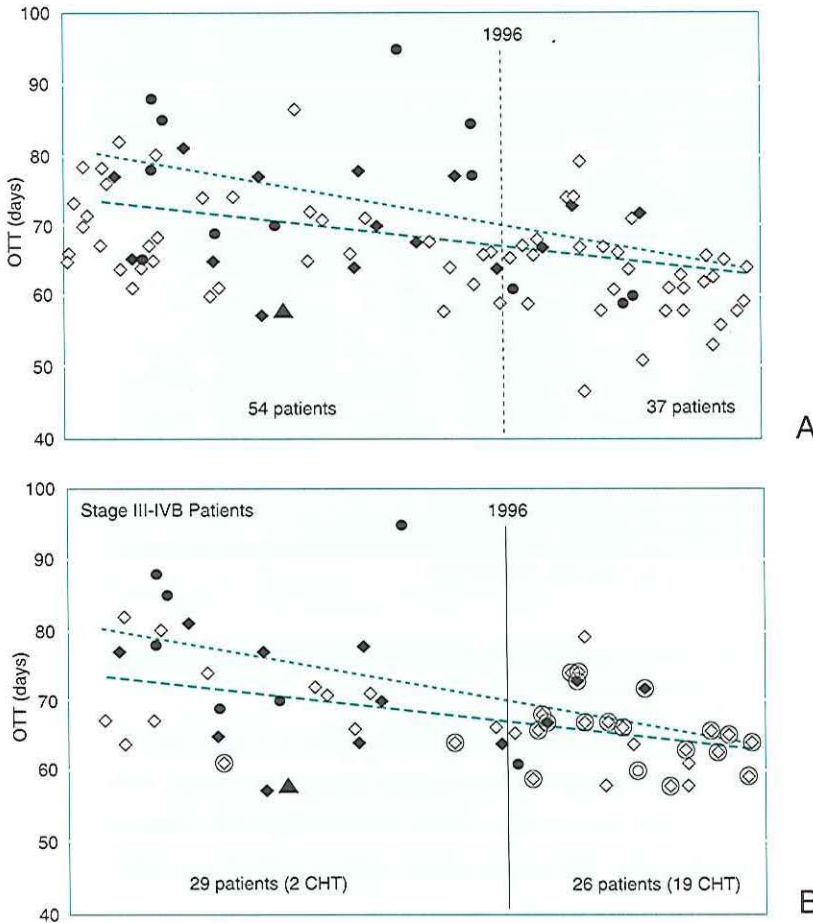 100
90
80
70
60
50
40
OTT (days)
1996
54 patients
37 patients
A
100
90
80
70
60
50
40
OTT (days)
Stage III-IVB Patients
1996
29 patients (2 CHT)
26 patients (19 CHT)
B